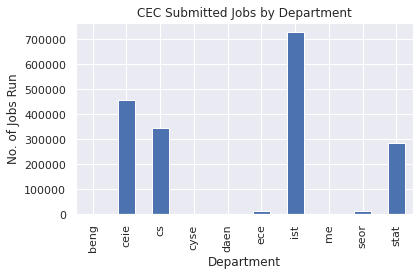 CEC Submitted Jobs by Department
No. of Jobs Run
700000
600000
500000
400000
300000
200000
100000
0
beng
ceie
cs
cyse
daen
ece
ist
me
seor
stat
Department